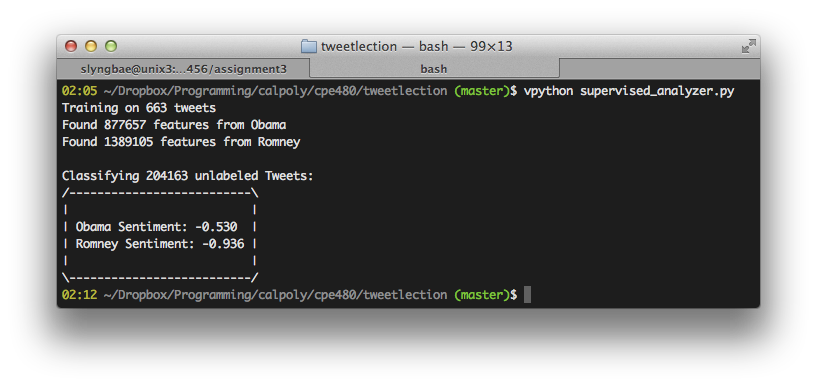 tweetlection — bash — 99×13
slyngbae@unix3:...456/assignment3 bash
02:05 ~/Dropbox/Programming/calpoly/cpe480/tweetlection (master)$ vpython supervised_analyzer.py
Training on 663 tweets
Found 877657 features from Obama
Found 1389105 features from Romney
Classifying 204163 unlabeled Tweets:
/--------------------------\
|                          |
| Obama Sentiment: -0.530  |
| Romney Sentiment: -0.936 |
|                          |
\--------------------------/
02:12 ~/Dropbox/Programming/calpoly/cpe480/tweetlection (master)$